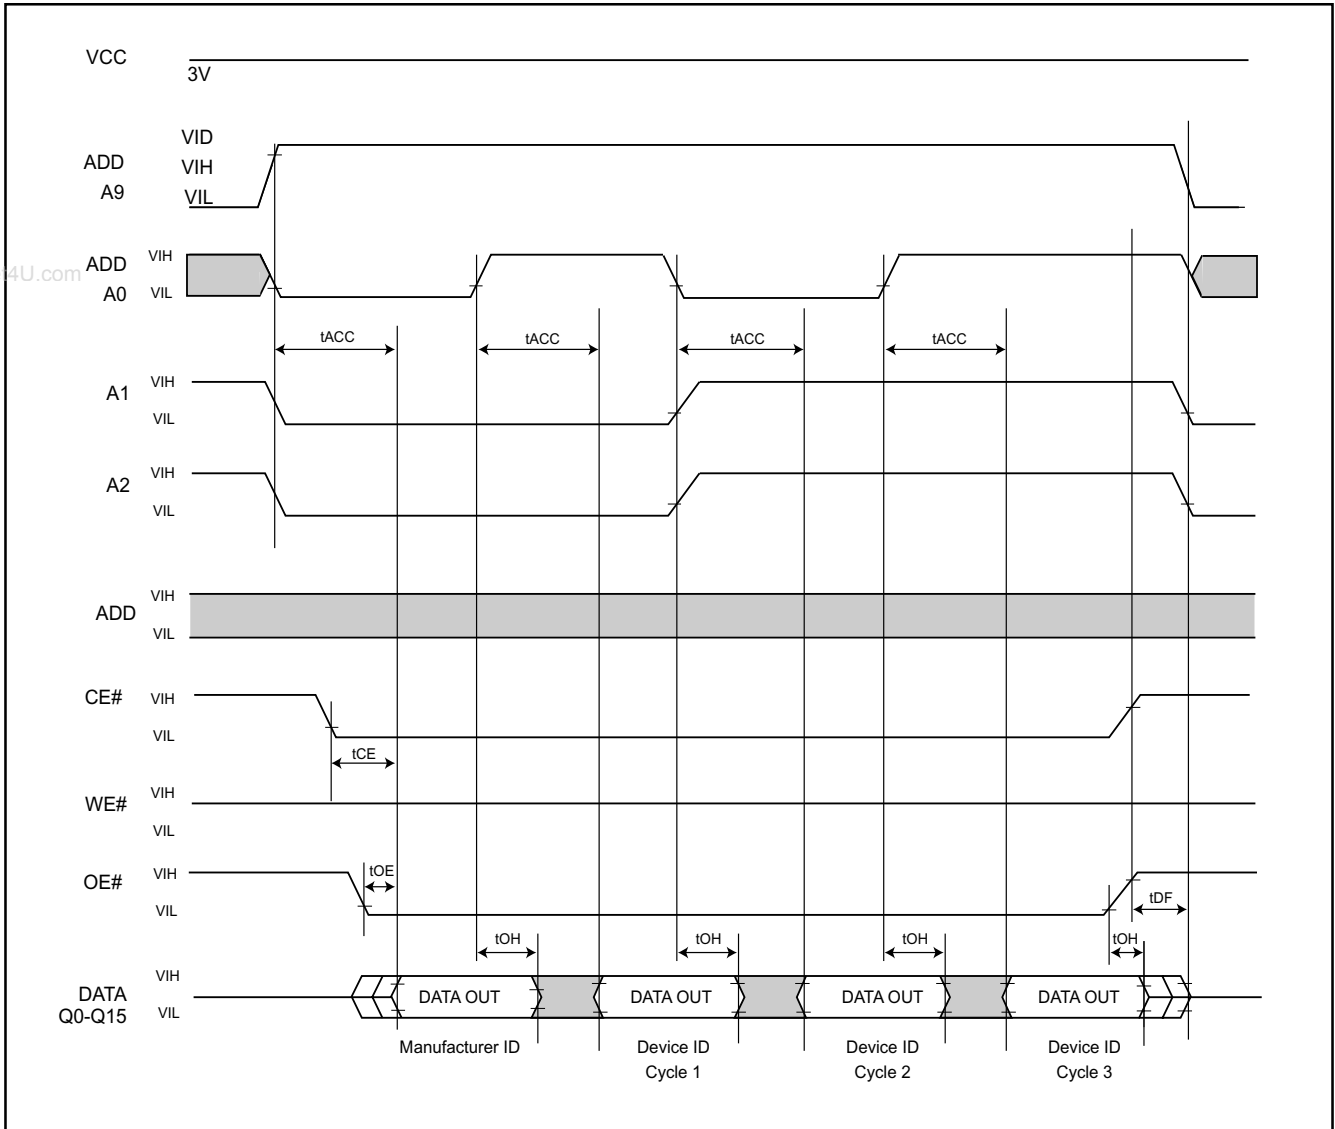 VCC
3V
VID
ADD
VIH
A9
VIL
4U.com
ADD
VIH
A0
VIL
tACC
tACC
tACC
tACC
A1
VIH
VIL
A2
VIH
VIL
ADD
VIH
VIL
CE#
VIH
VIL
tCE
WE#
VIH
VIL
OE#
VIH
VIL
tOE
tDF
tOH
tOH
tOH
tOH
VIH
DATA
Q0-Q15
VIL
DATA OUT
DATA OUT
DATA OUT
DATA OUT
Manufacturer ID
Device ID
Cycle 1
Device ID
Cycle 2
Device ID
Cycle 3